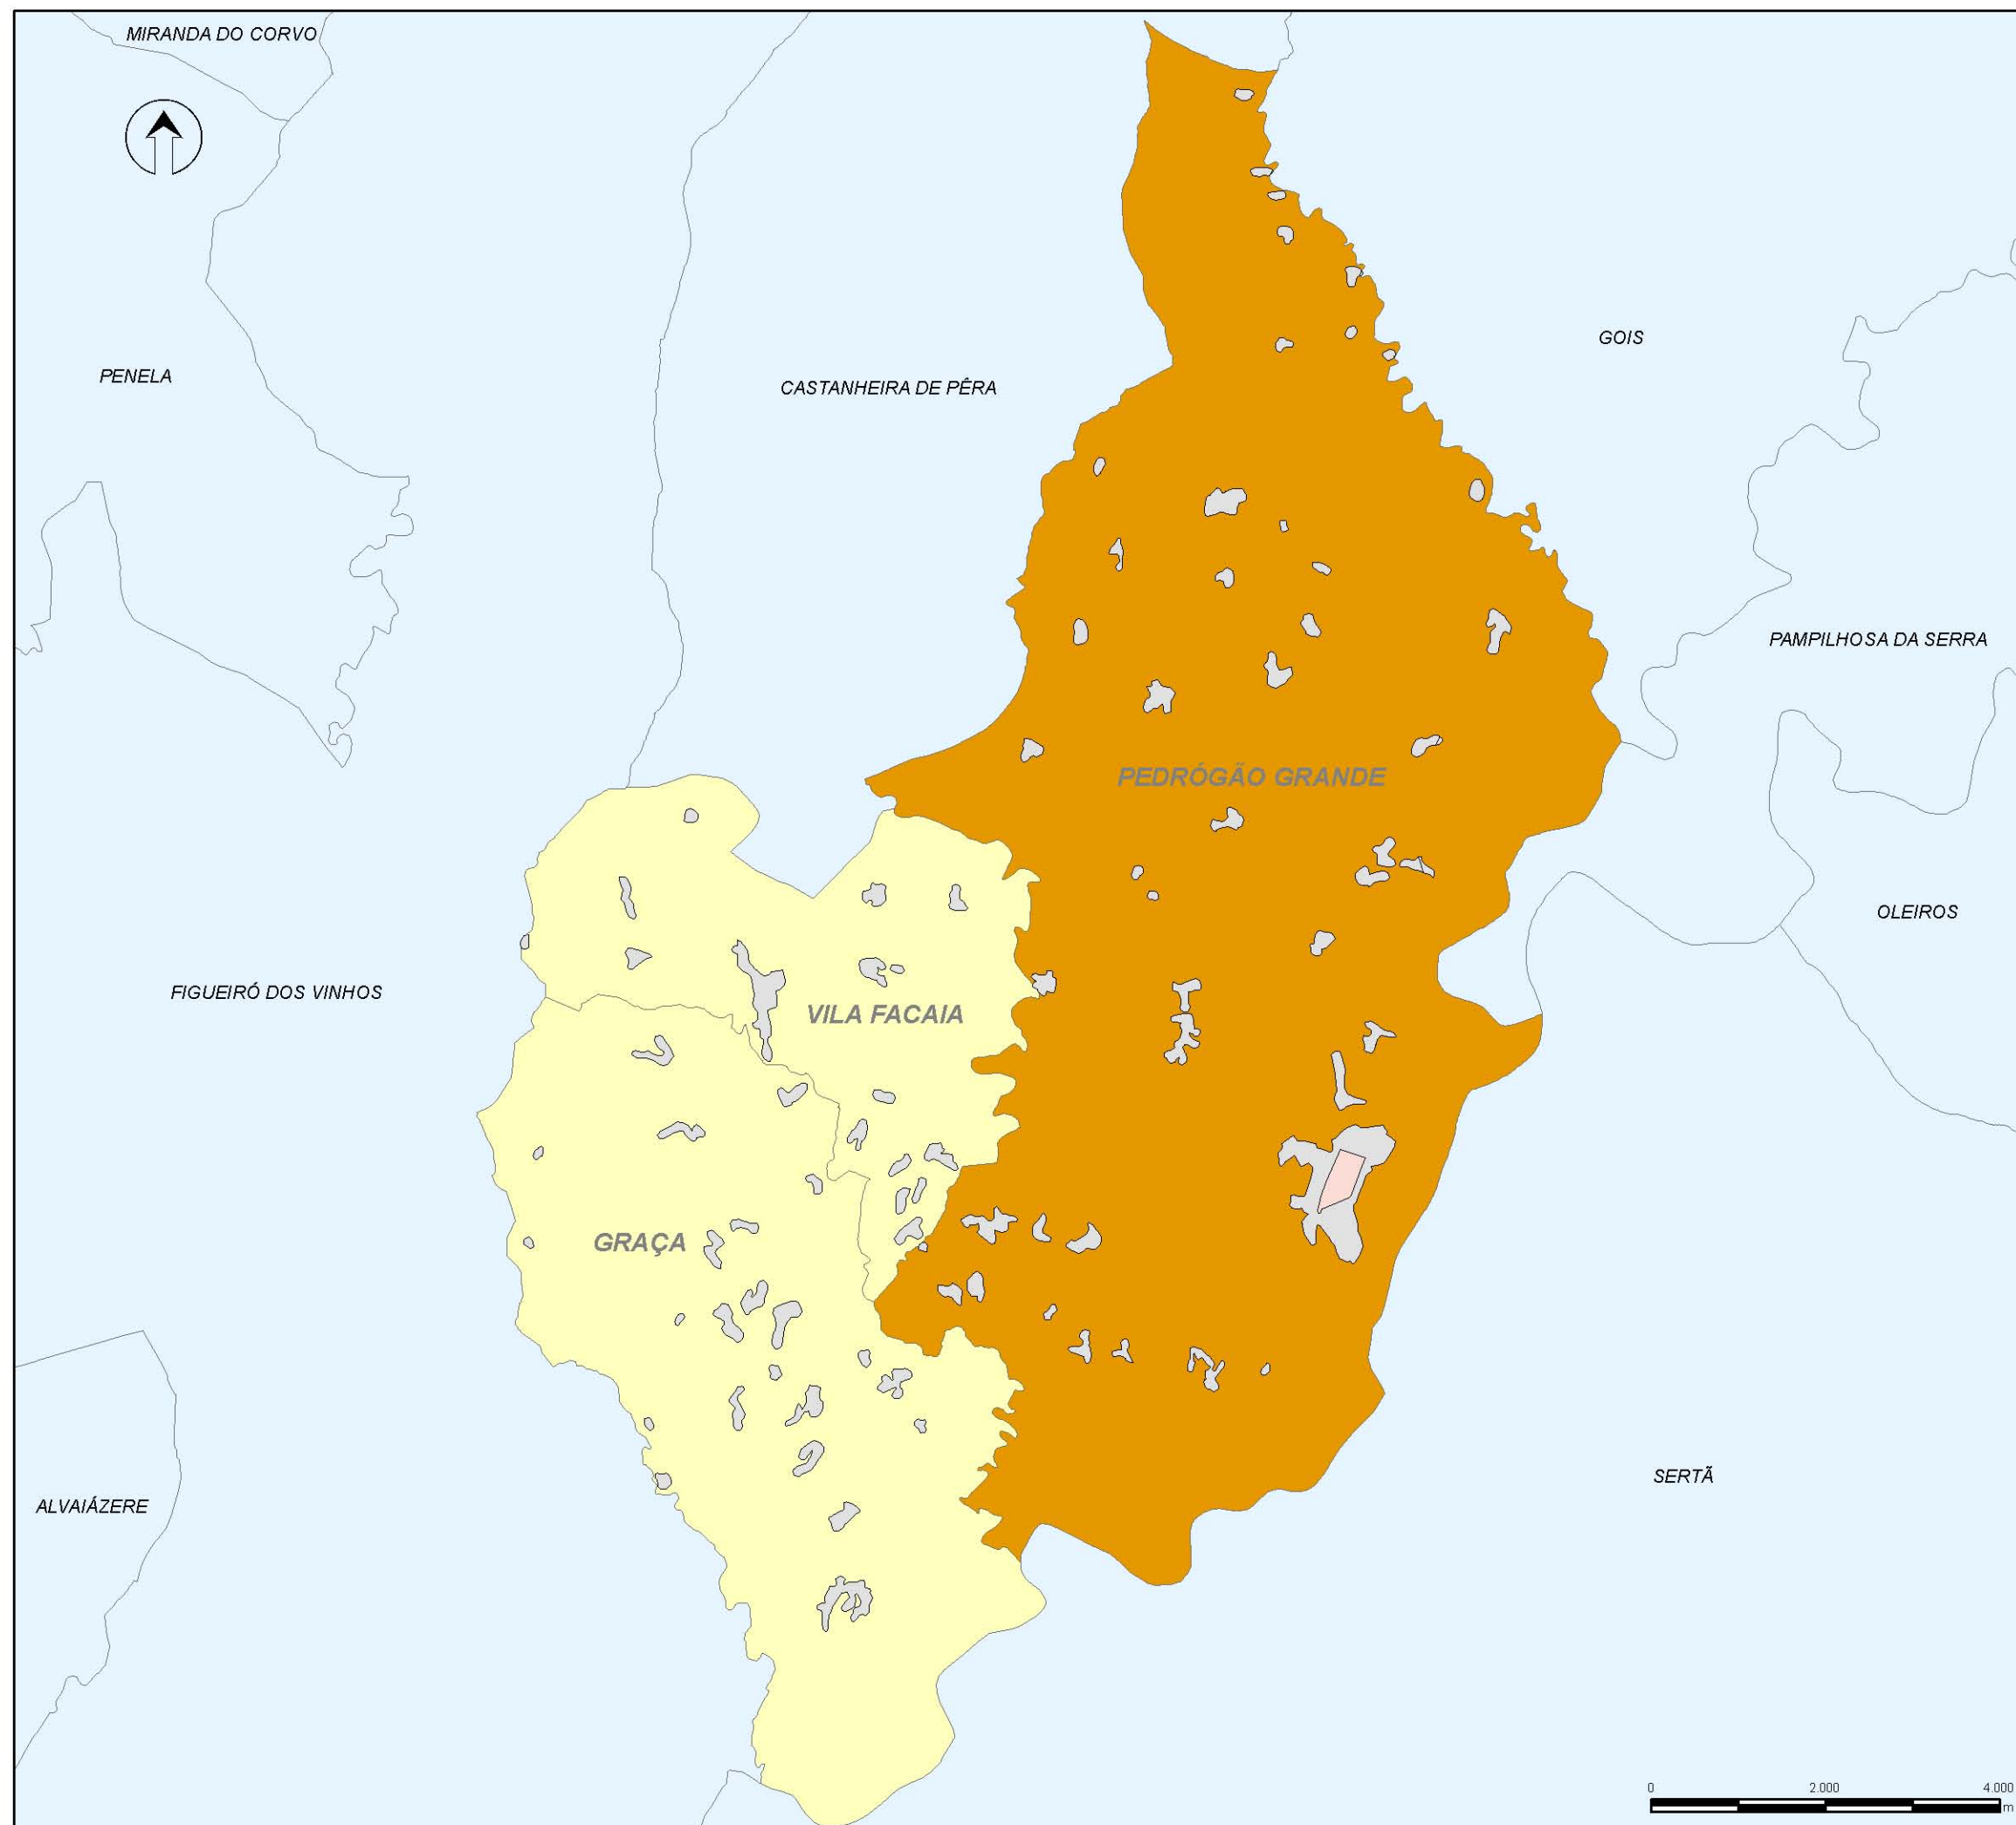 MIRANDA DO CORVO
GOIS
PENELA
CASTANHEIRA DE PÊRA
PAMPILHOSA DA SERRA
PEDRÓGÃO GRANDE
OLEIROS
FIGUEIRÓ DOS VINHOS
VILA FACAIA
GRAÇA
SERTÃ
ALVAIÁZERE
0 2.000 4.000
m